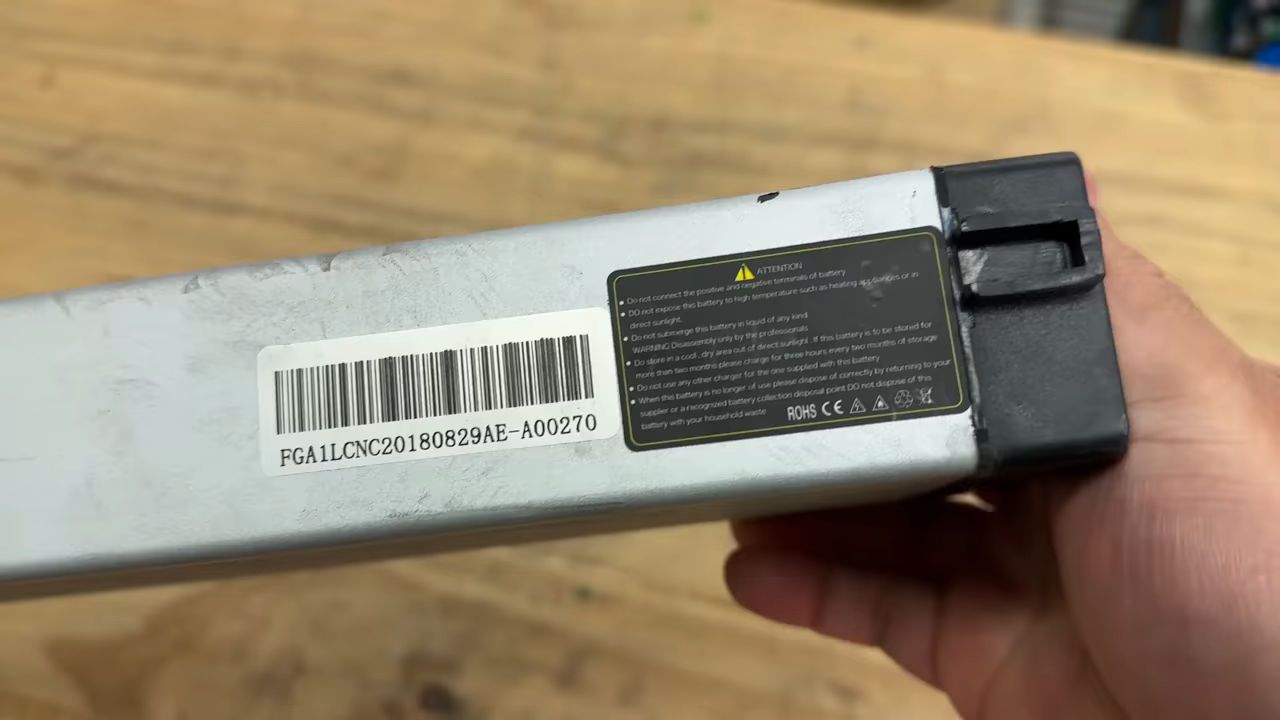 FGA1LCNC20180829AE-A00270
ATTENTION
• Do not connect the positive and negative terminals of battery
• DO not expose this battery to high temperature such as heating appliances or as
direct sunlight.
• Do not submerge this battery in liquid of any kind
WARNING Disassembly only by the professionals
• Do store in a cool ,dry area out of direct sunlight . If this battery is to be stored for
more than two months please charge for three hours every two months of storage
• Do not use any other charger for the one supplied with this battery
• When this battery is no longer of use please dispose of correctly by returning to your
supplier or a recognized battery collection disposal point DO not dispose of this
battery with your household waste
ROHS CE